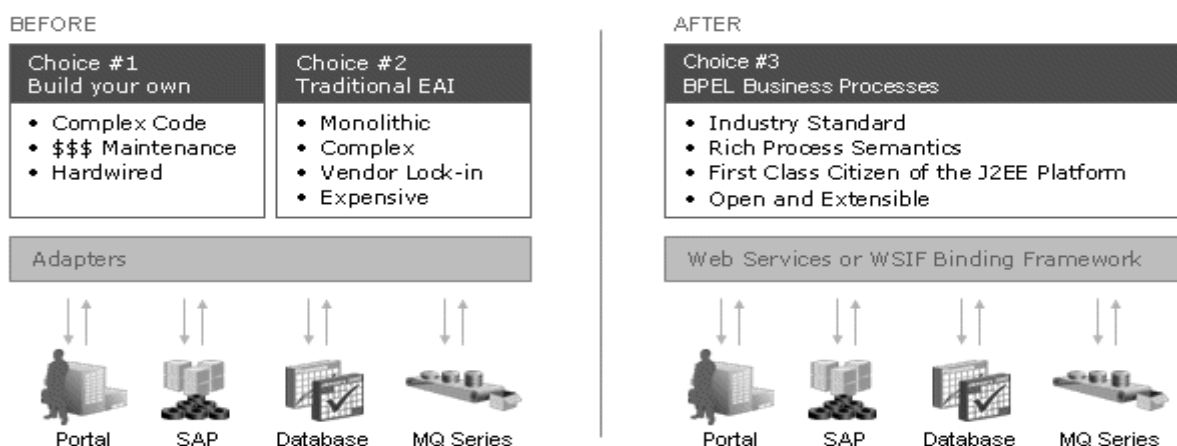 BEFORE
Choice #1
Build your own
• Complex Code
• $$$ Maintenance
• Hardwired
Choice #2
Traditional EAI
• Monolithic
• Complex
• Vendor Lock-in
• Expensive
Adapters
Portal
SAP
Database
MQ Series
AFTER
Choice #3
BPEL Business Processes
• Industry Standard
• Rich Process Semantics
• First Class Citizen of the J2EE Platform
• Open and Extensible
Web Services or WSIF Binding Framework
Portal
SAP
Database
MQ Series